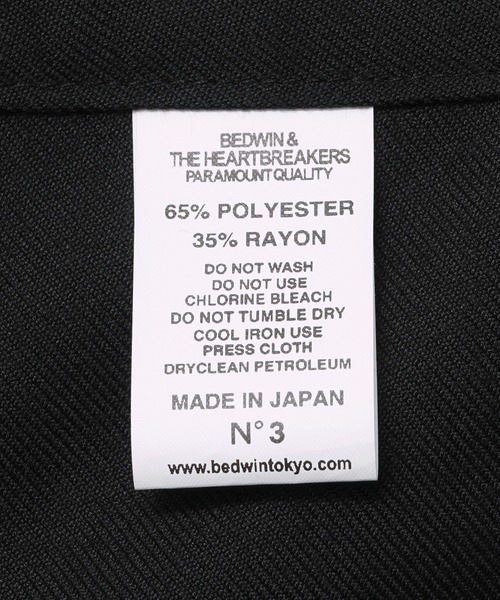 BEDWIN &
THE HEARTBREAKERS
PARAMOUNT QUALITY
65% POLYESTER
35% RAYON
DO NOT WASH
DO NOT USE
CHLORINE BLEACH
DO NOT TUMBLE DRY
COOL IRON USE
PRESS CLOTH
DRYCLEAN PETROLEUM
MADE IN JAPAN
N° 3
www.bedwintokyo.com